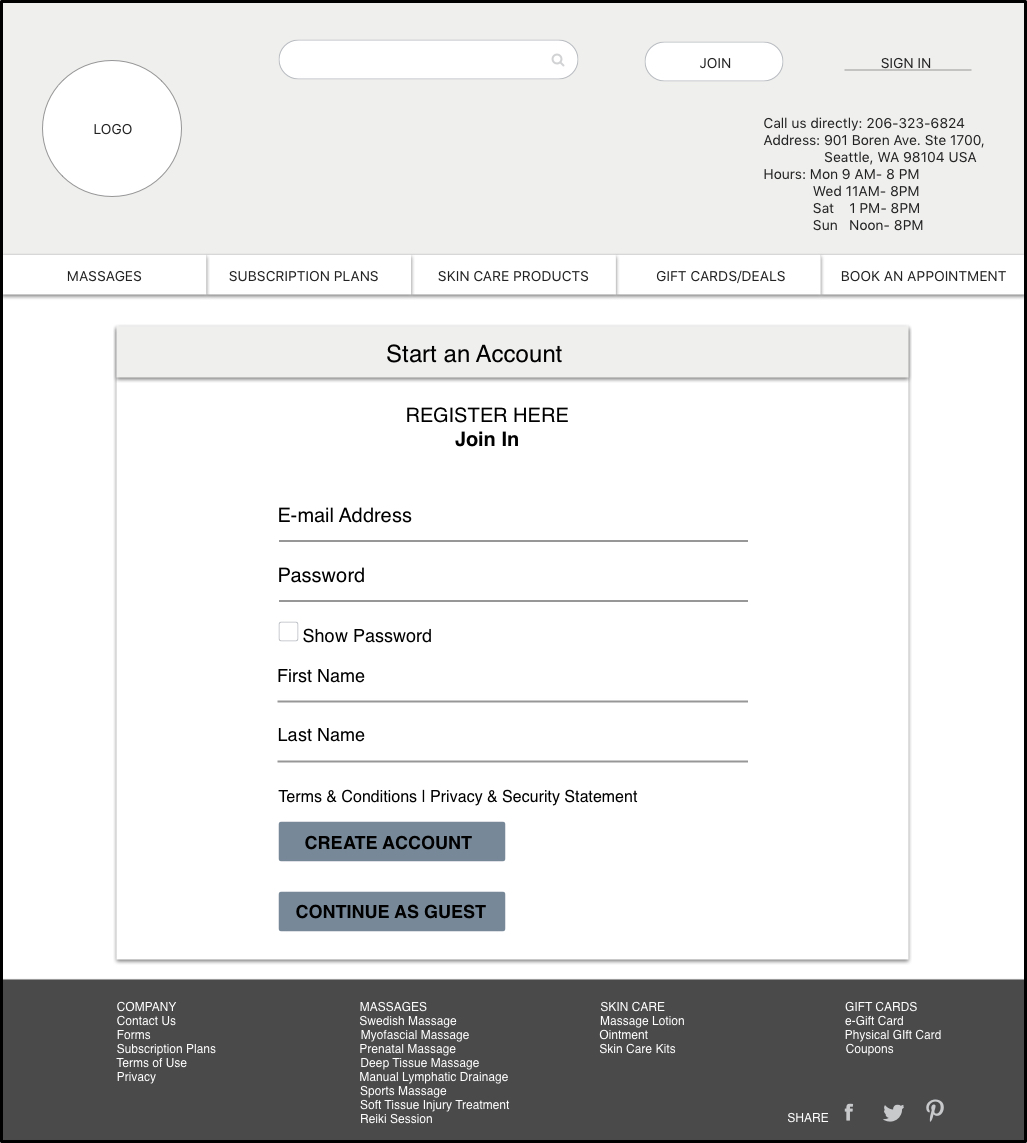 LOGO
JOIN
SIGN IN
Call us directly: 206-323-6824
Address: 901 Boren Ave. Ste 1700,
Seattle, WA 98104 USA
Hours: Mon 9 AM- 8 PM
Wed 11AM- 8PM
Sat 1 PM- 8PM
Sun Noon- 8PM
MASSAGES
SUBSCRIPTION PLANS
SKIN CARE PRODUCTS
GIFT CARDS/DEALS
BOOK AN APPOINTMENT
Start an Account
REGISTER HERE
Join In
E-mail Address
Password
Show Password
First Name
Last Name
Terms & Conditions | Privacy & Security Statement
CREATE ACCOUNT
CONTINUE AS GUEST
COMPANY
Contact Us
Forms
Subscription Plans
Terms of Use
Privacy
MASSAGES
Swedish Massage
Myofascial Massage
Prenatal Massage
Deep Tissue Massage
Manual Lymphatic Drainage
Sports Massage
Soft Tissue Injury Treatment
Reiki Session
SKIN CARE
Massage Lotion
Ointment
Skin Care Kits
GIFT CARDS
e-Gift Card
Physical GIft Card
Coupons
SHARE